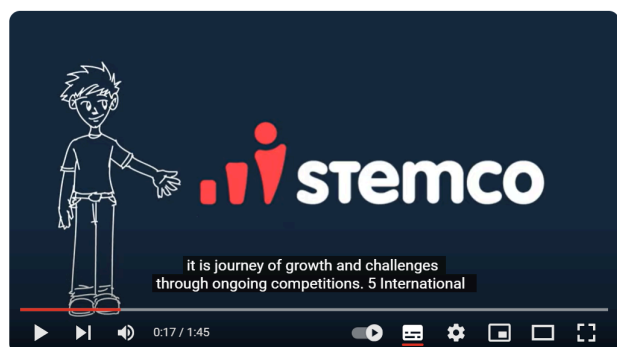 stemco
it is journey of growth and challenges
through ongoing competitions. 5 International
0:17 / 1:45